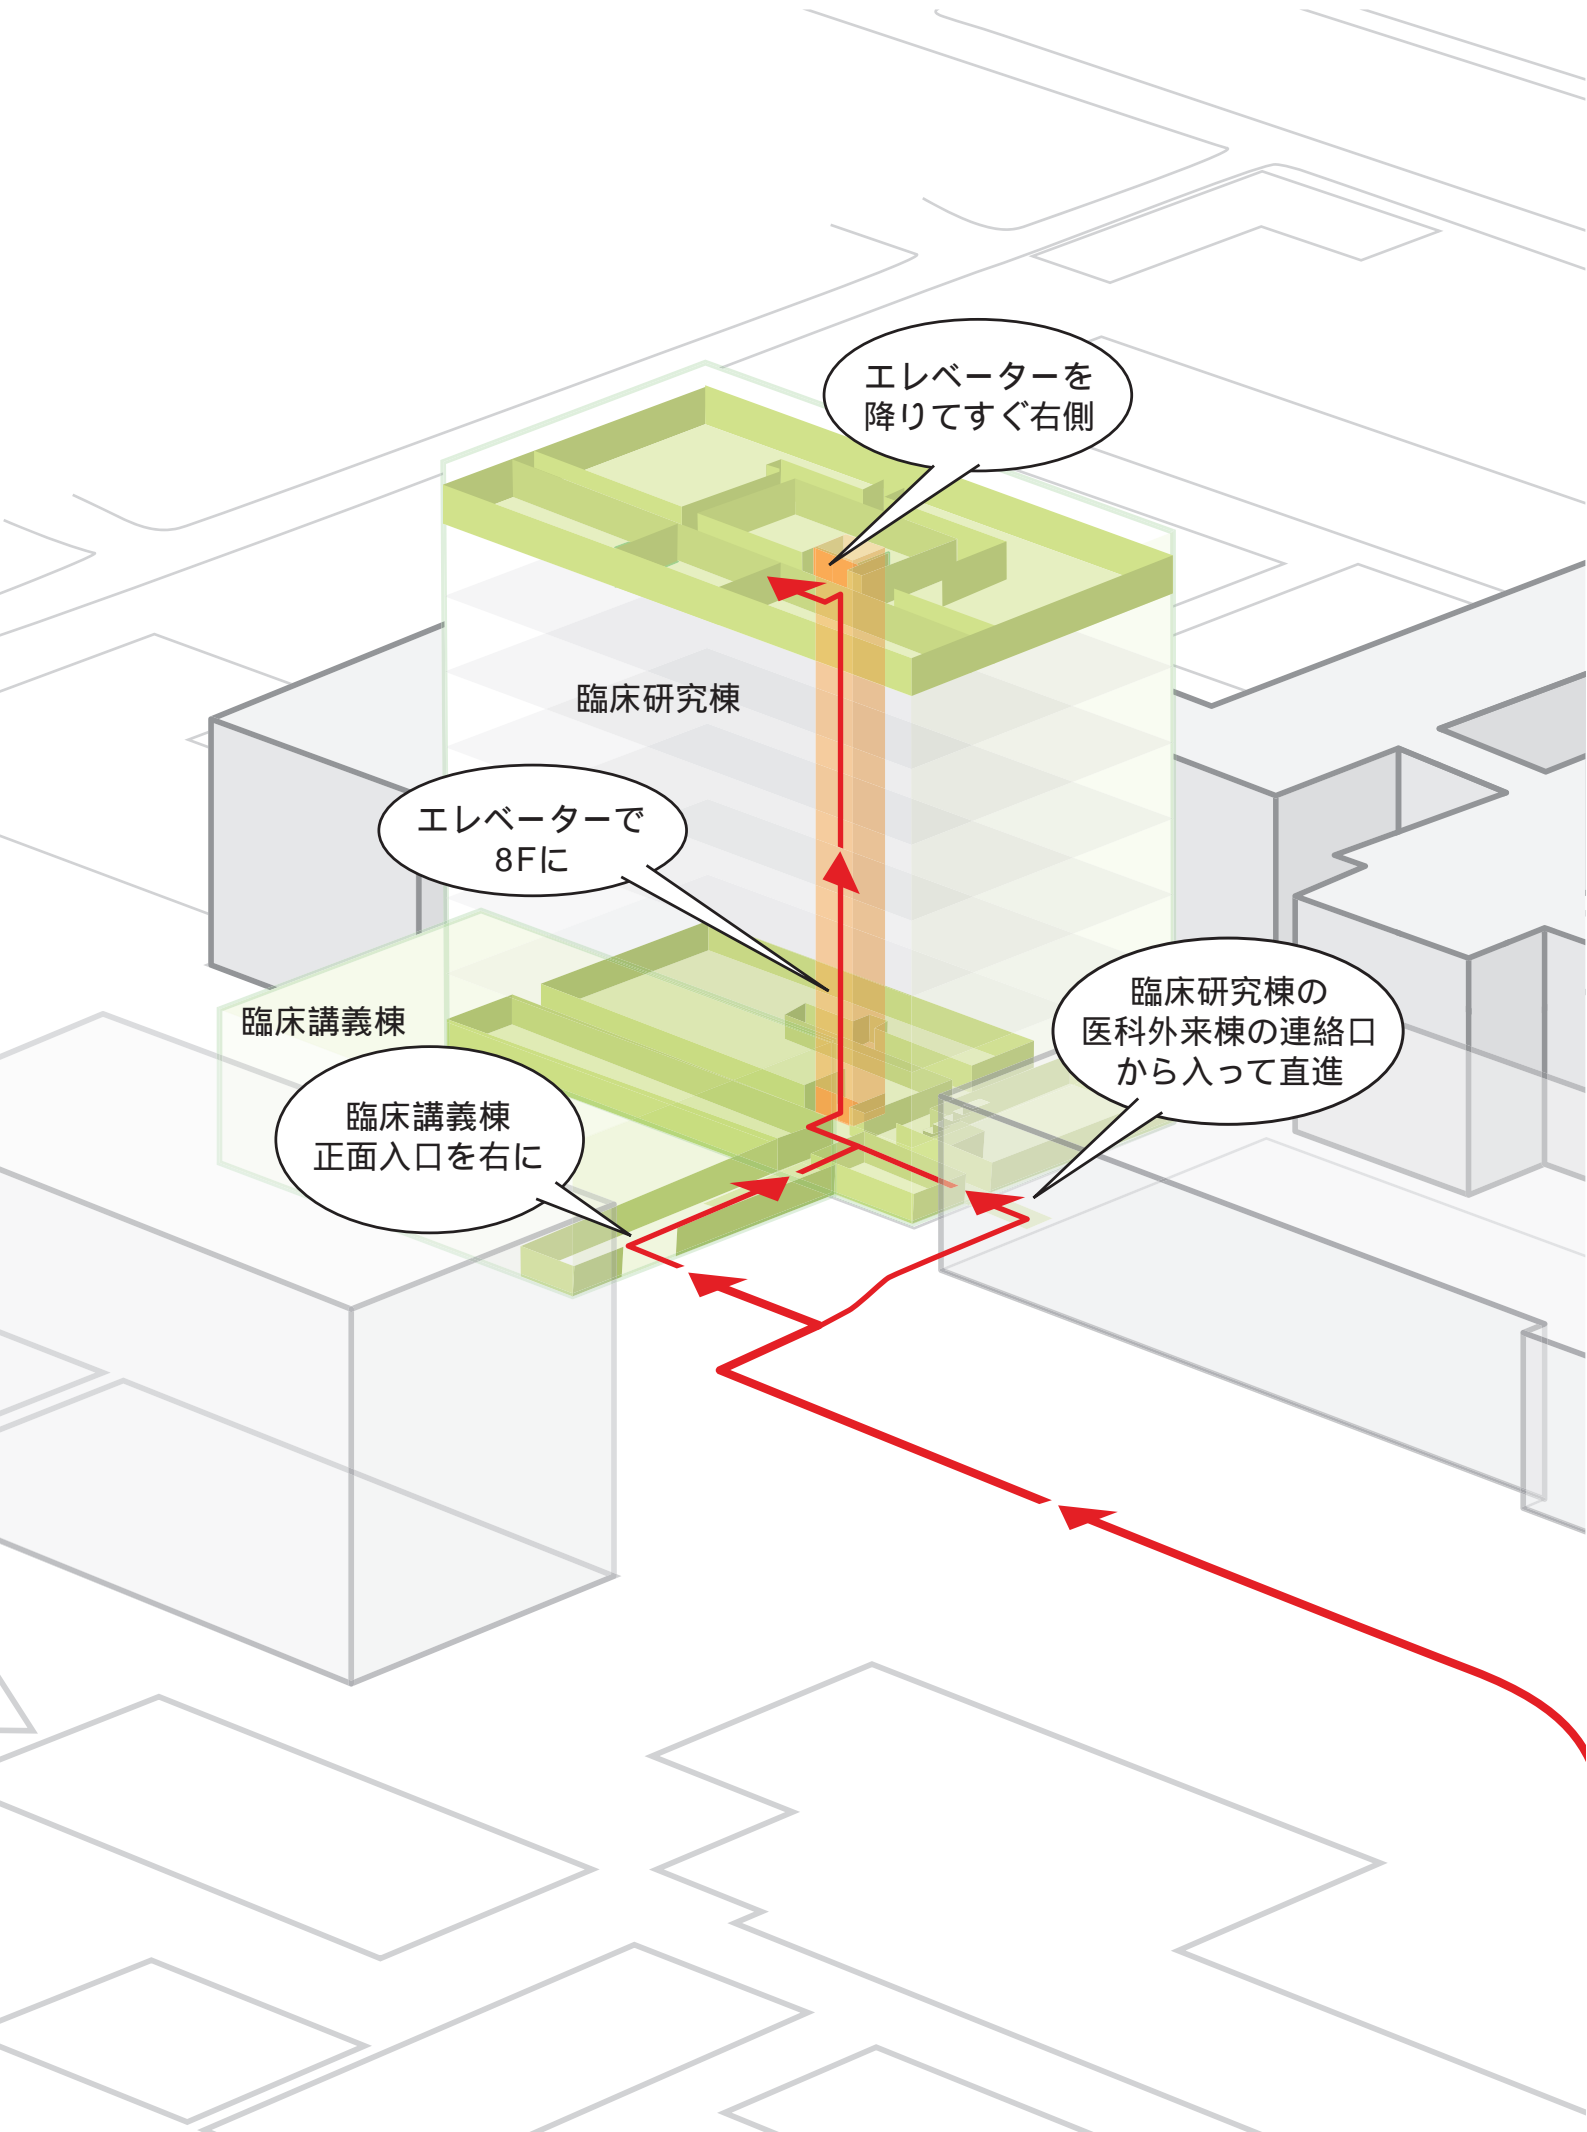 エレベーターを
降りてすぐ右側
臨床研究棟
エレベーターで
8Fに
臨床研究棟の
医科外来棟の連絡口
から入って直進
臨床講義棟
臨床講義棟
正面入口を右に